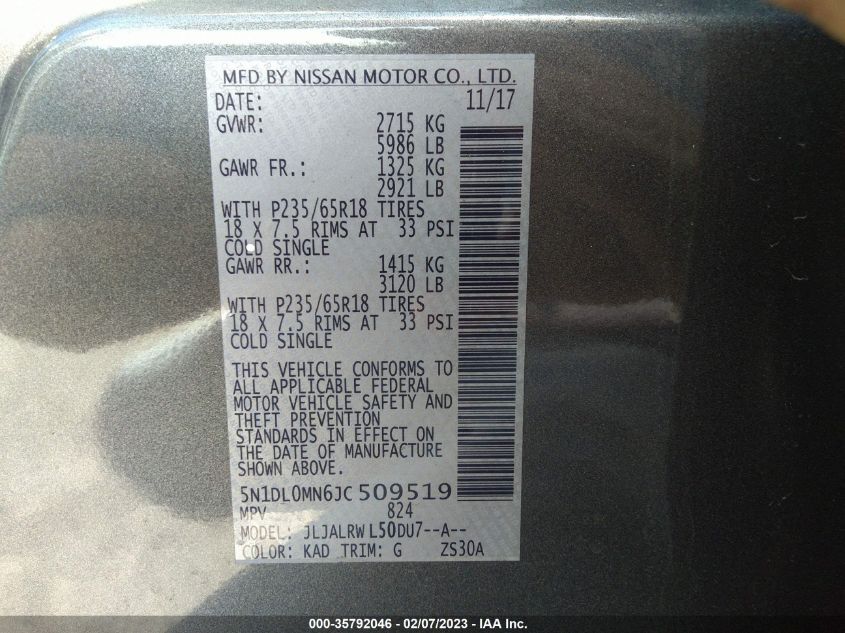 MFD BY NISSAN MOTOR CO., LTD.
DATE: 11/17
GVWR: 2715 KG
5986 LB
GAWR FR.: 1325 KG
2921 LB
WITH P235/65R18 TIRES
18 X 7.5 RIMS AT 33 PSI
COLD SINGLE
GAWR RR.: 1415 KG
3120 LB
WITH P235/65R18 TIRES
18 X 7.5 RIMS AT 33 PSI
COLD SINGLE
THIS VEHICLE CONFORMS TO
ALL APPLICABLE FEDERAL
MOTOR VEHICLE SAFETY AND
THEFT PREVENTION
STANDARDS IN EFFECT ON
THE DATE OF MANUFACTURE
SHOWN ABOVE.
5N1DL0MN6JC 509519
MPV 824
MODEL: JLJALRW L50DU7--A--
COLOR: KAD TRIM: G ZS30A
000-35792046 - 02/07/2023 - IAA Inc.